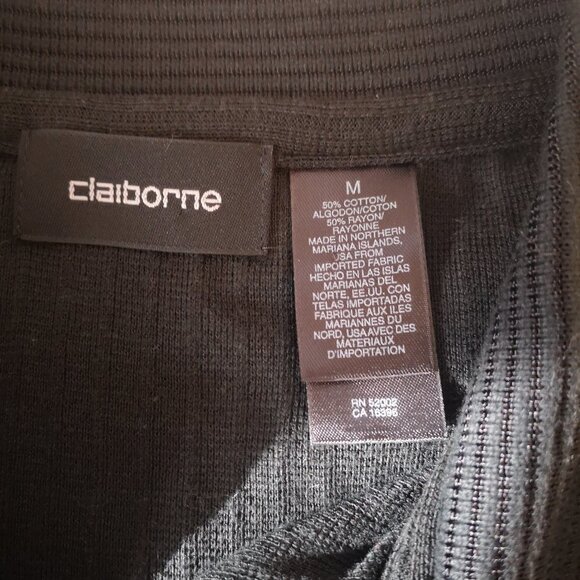 claiborne
M
50% COTTON/
ALGODON/COTON
50% RAYON/
RAYONNE
MADE IN NORTHERN
MARIANA ISLANDS,
USA FROM
IMPORTED FABRIC
HECHO EN LAS ISLAS
MARIANAS DEL
NORTE, EE.UU. CON
TELAS IMPORTADAS
FABRIQUE AUX ILES
MARIANNES DU
NORD, USA AVEC DES
MATERIAUX
D'IMPORTATION
RN 52002
CA 16396